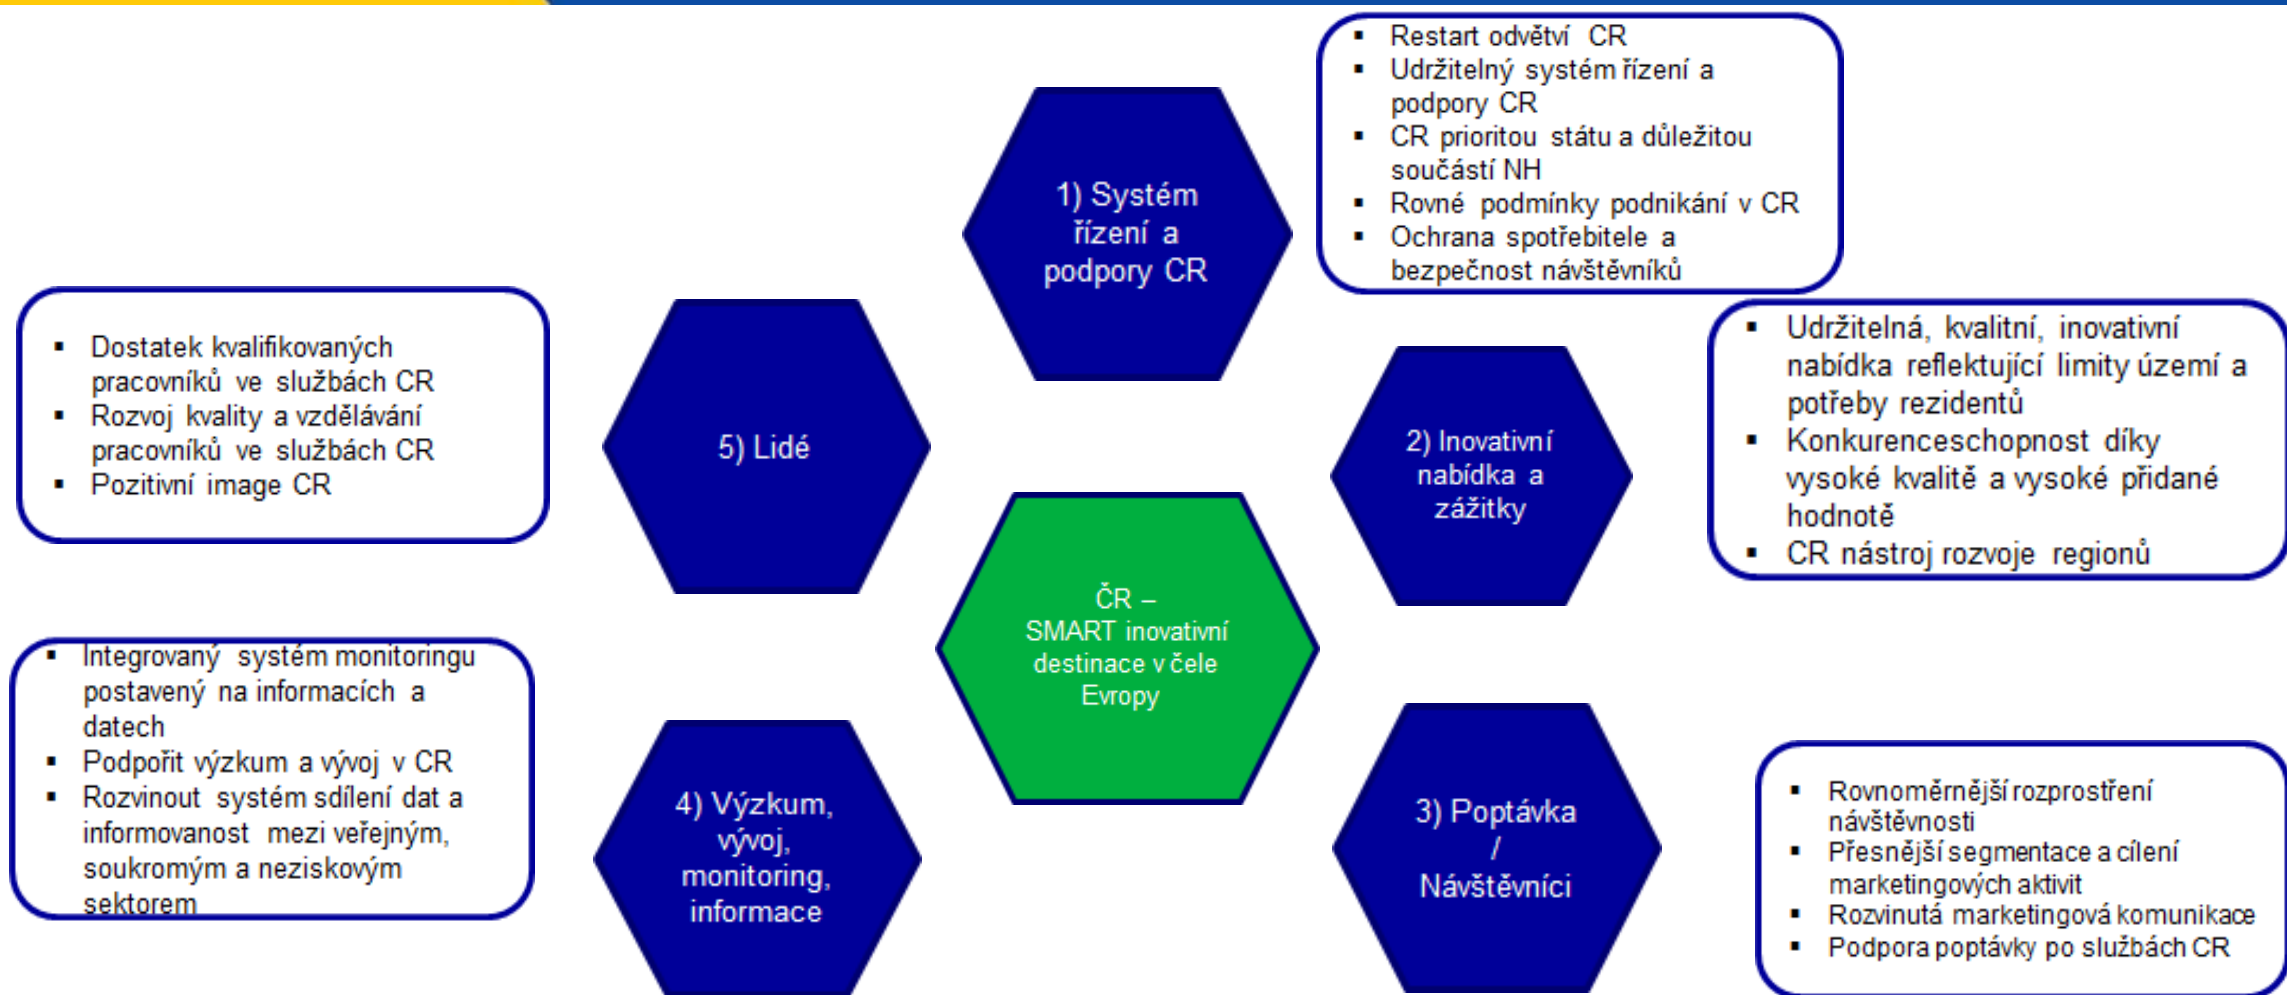 1) Systém
řízení a
podpory CR
▪ Restart odvětví CR
▪ Udržitelný systém řízení a
podpory CR
▪ CR prioritou státu a důležitou
součástí NH
▪ Rovné podmínky podnikání v CR
▪ Ochrana spotřebitele a
bezpečnost návštěvníků
2) Inovativní
nabídka a
zážitky
▪ Udržitelná, kvalitní, inovativní
nabídka reflektující limity území a
potřeby rezidentů
▪ Konkurenceschopnost díky
vysoké kvalitě a vysoké přidané
hodnotě
▪ CR nástroj rozvoje regionů
3) Poptávka
/
Návštěvníci
▪ Rovnoměrnější rozprostření
návštěvnosti
▪ Přesnější segmentace a cílení
marketingových aktivit
▪ Rozvinutá marketingová komunikace
▪ Podpora poptávky po službách CR
4) Výzkum,
vývoj,
monitoring,
informace
▪ Integrovaný systém monitoringu
postavený na informacích a
datech
▪ Podpořit výzkum a vývoj v CR
▪ Rozvinout systém sdílení dat a
informovanost mezi veřejným,
soukromým a neziskovým
sektorem
5) Lidé
▪ Dostatek kvalifikovaných
pracovníků ve službách CR
▪ Rozvoj kvality a vzdělávání
pracovníků ve službách CR
▪ Pozitivní image CR
ČR –
SMART inovativní
destinace v čele
Evropy